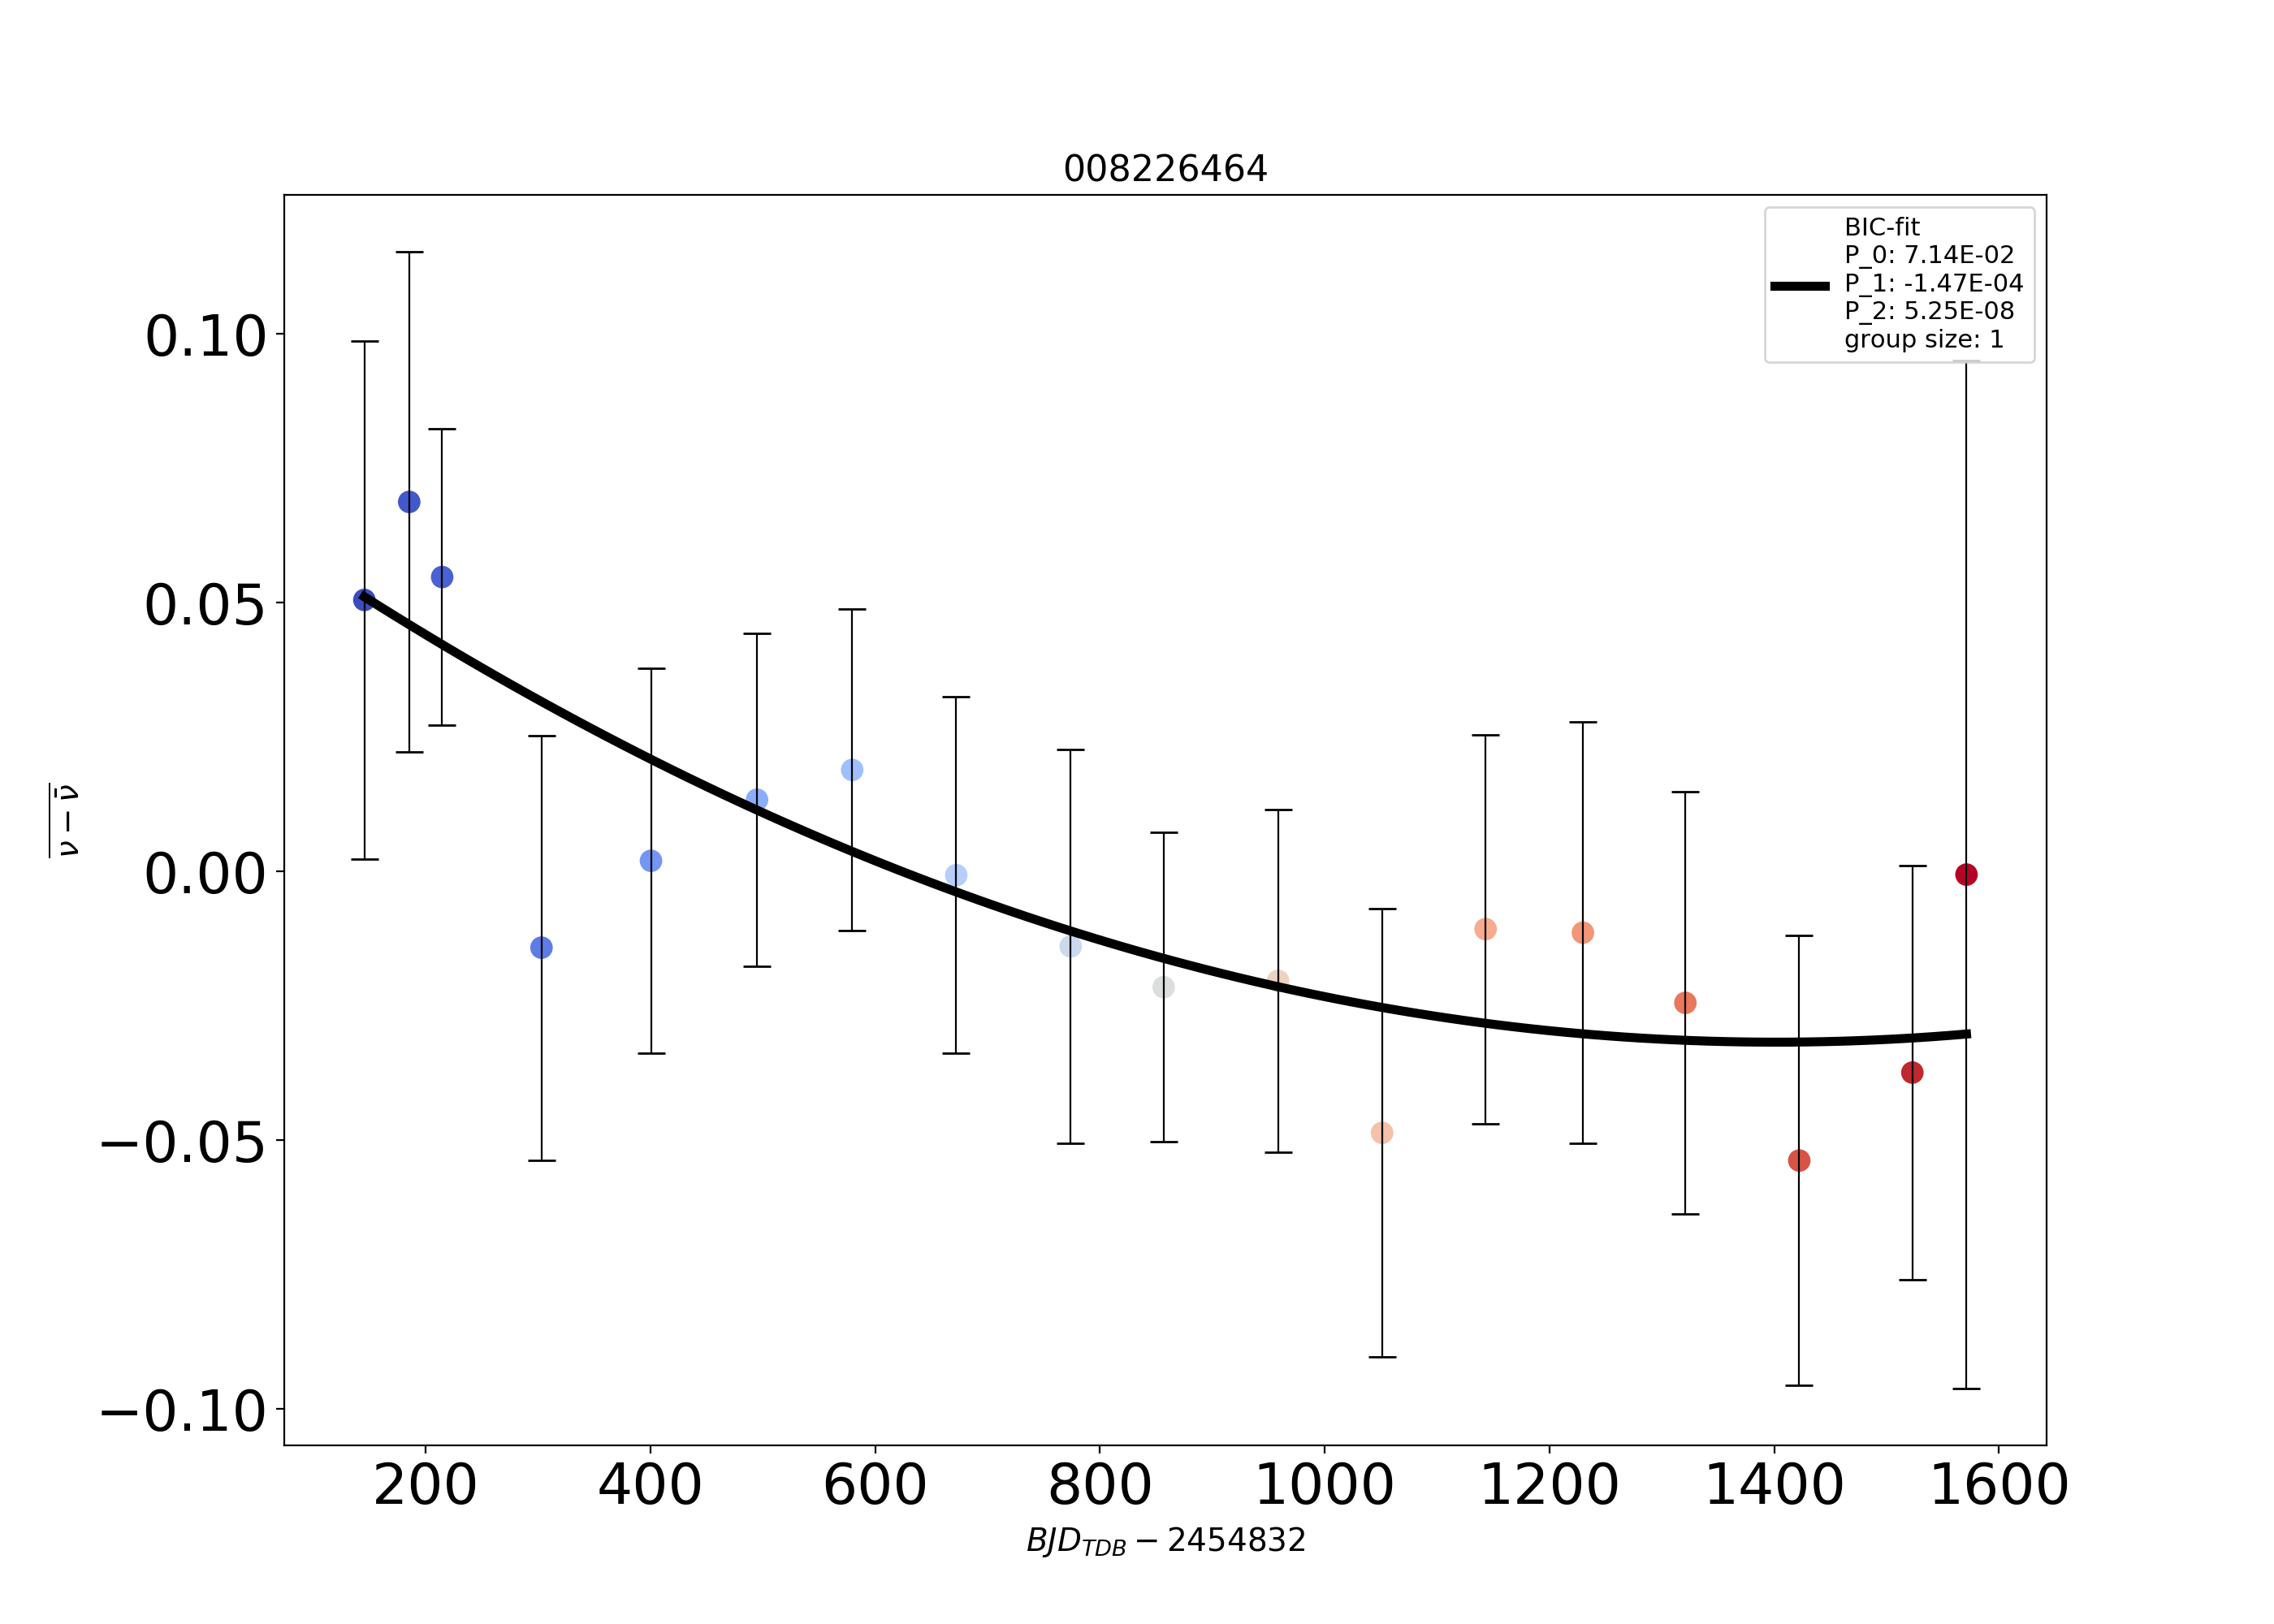 008226464
BIC-fit
P_0: 7.14E-02
P_1: -1.47E-04
P_2: 5.25E-08
group size: 1
0.10
0.05
0.00
−0.05
−0.10
ν − ν̄
200 400 600 800 1000 1200 1400 1600
BJD_TDB − 2454832